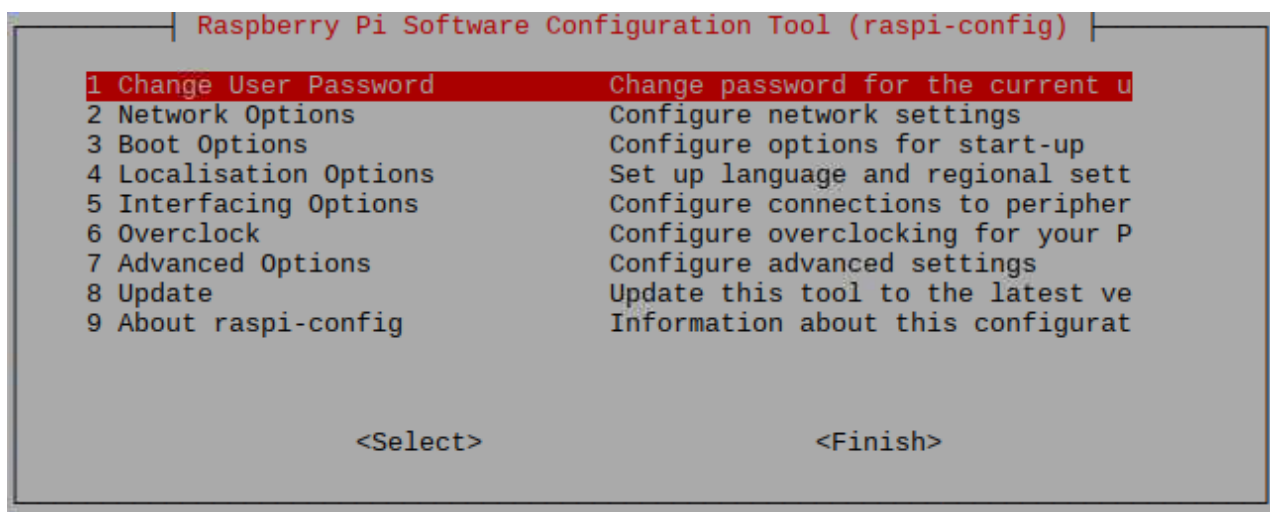 Raspberry Pi Software Configuration Tool (raspi-config)
1 Change User Password Change password for the current u
2 Network Options Configure network settings
3 Boot Options Configure options for start-up
4 Localisation Options Set up language and regional sett
5 Interfacing Options Configure connections to peripher
6 Overclock Configure overclocking for your P
7 Advanced Options Configure advanced settings
8 Update Update this tool to the latest ve
9 About raspi-config Information about this configurat
<Select> <Finish>